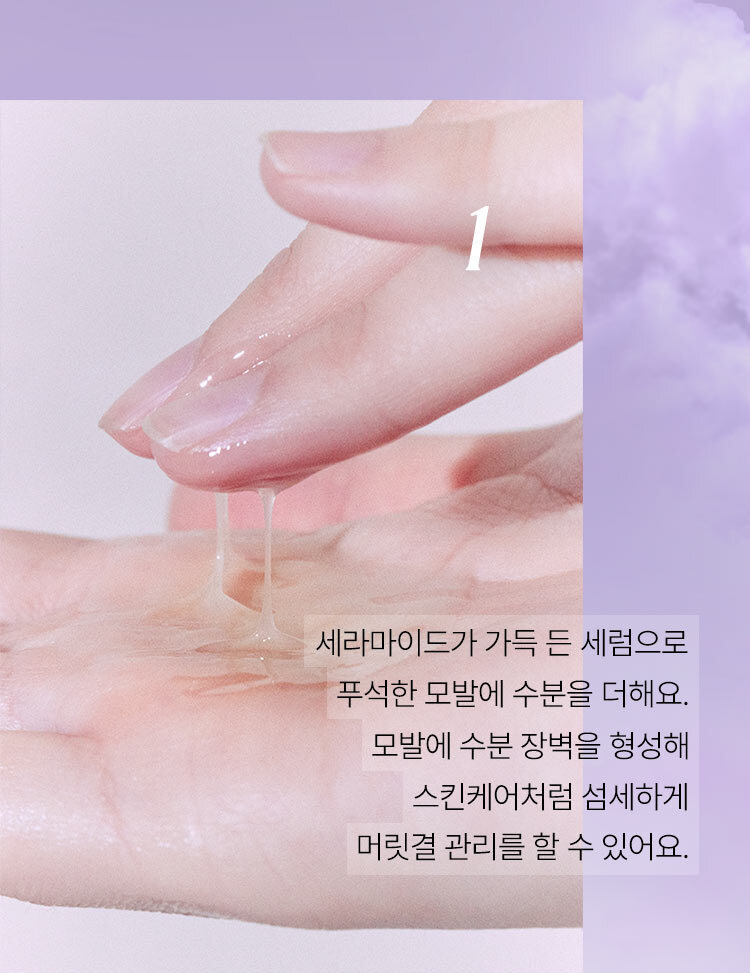 1
세라마이드가 가득 든 세럼으로
푸석한 모발에 수분을 더해요.
모발에 수분 장벽을 형성해
스킨케어처럼 섬세하게
머릿결 관리를 할 수 있어요.